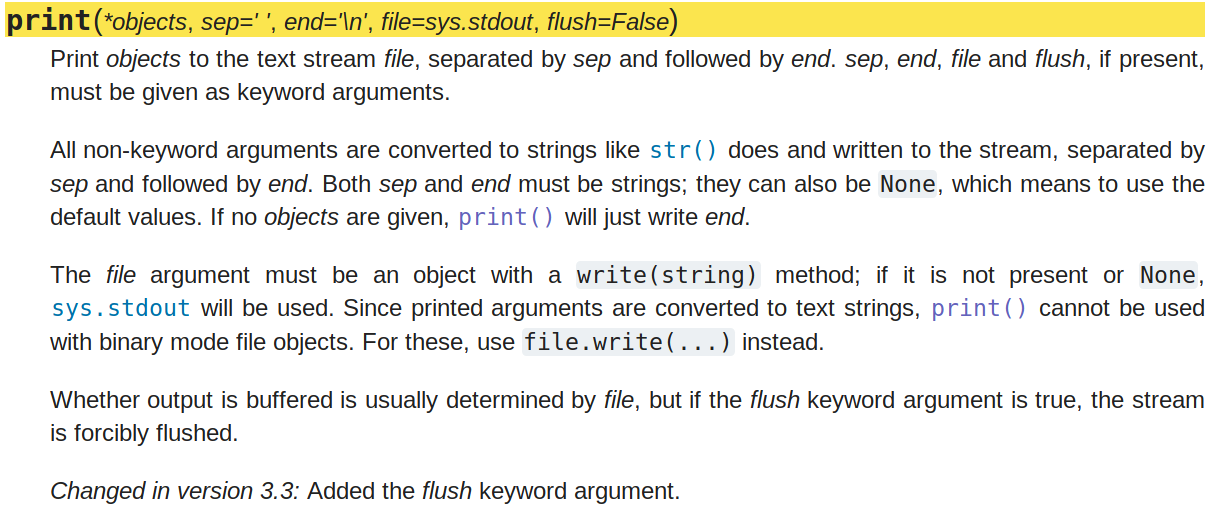 print(*objects, sep=' ', end='\n', file=sys.stdout, flush=False)
Print objects to the text stream file, separated by sep and followed by end. sep, end, file and flush, if present,
must be given as keyword arguments.
All non-keyword arguments are converted to strings like str() does and written to the stream, separated by
sep and followed by end. Both sep and end must be strings; they can also be None, which means to use the
default values. If no objects are given, print() will just write end.
The file argument must be an object with a write(string) method; if it is not present or None,
sys.stdout will be used. Since printed arguments are converted to text strings, print() cannot be used
with binary mode file objects. For these, use file.write(...) instead.
Whether output is buffered is usually determined by file, but if the flush keyword argument is true, the stream
is forcibly flushed.
Changed in version 3.3: Added the flush keyword argument.